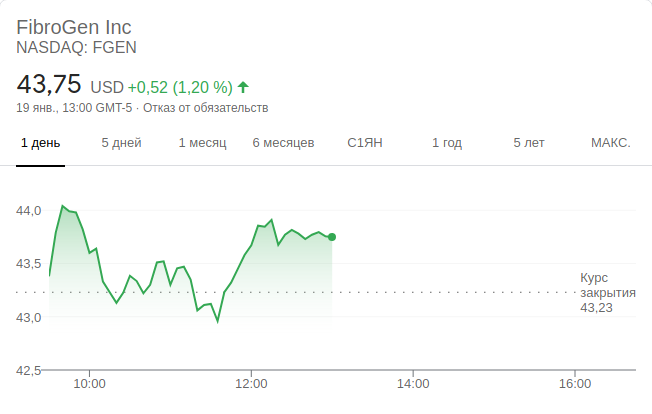 FibroGen Inc
NASDAQ: FGEN
43,75 USD +0,52 (1,20 %)
19 янв., 13:00 GMT-5 · Отказ от обязательств
1 день 5 дней 1 месяц 6 месяцев С1ЯН 1 год 5 лет МАКС.
44,0
43,5
Курс
закрытия
43,23
43,0
42,5
10:00 12:00 14:00 16:00